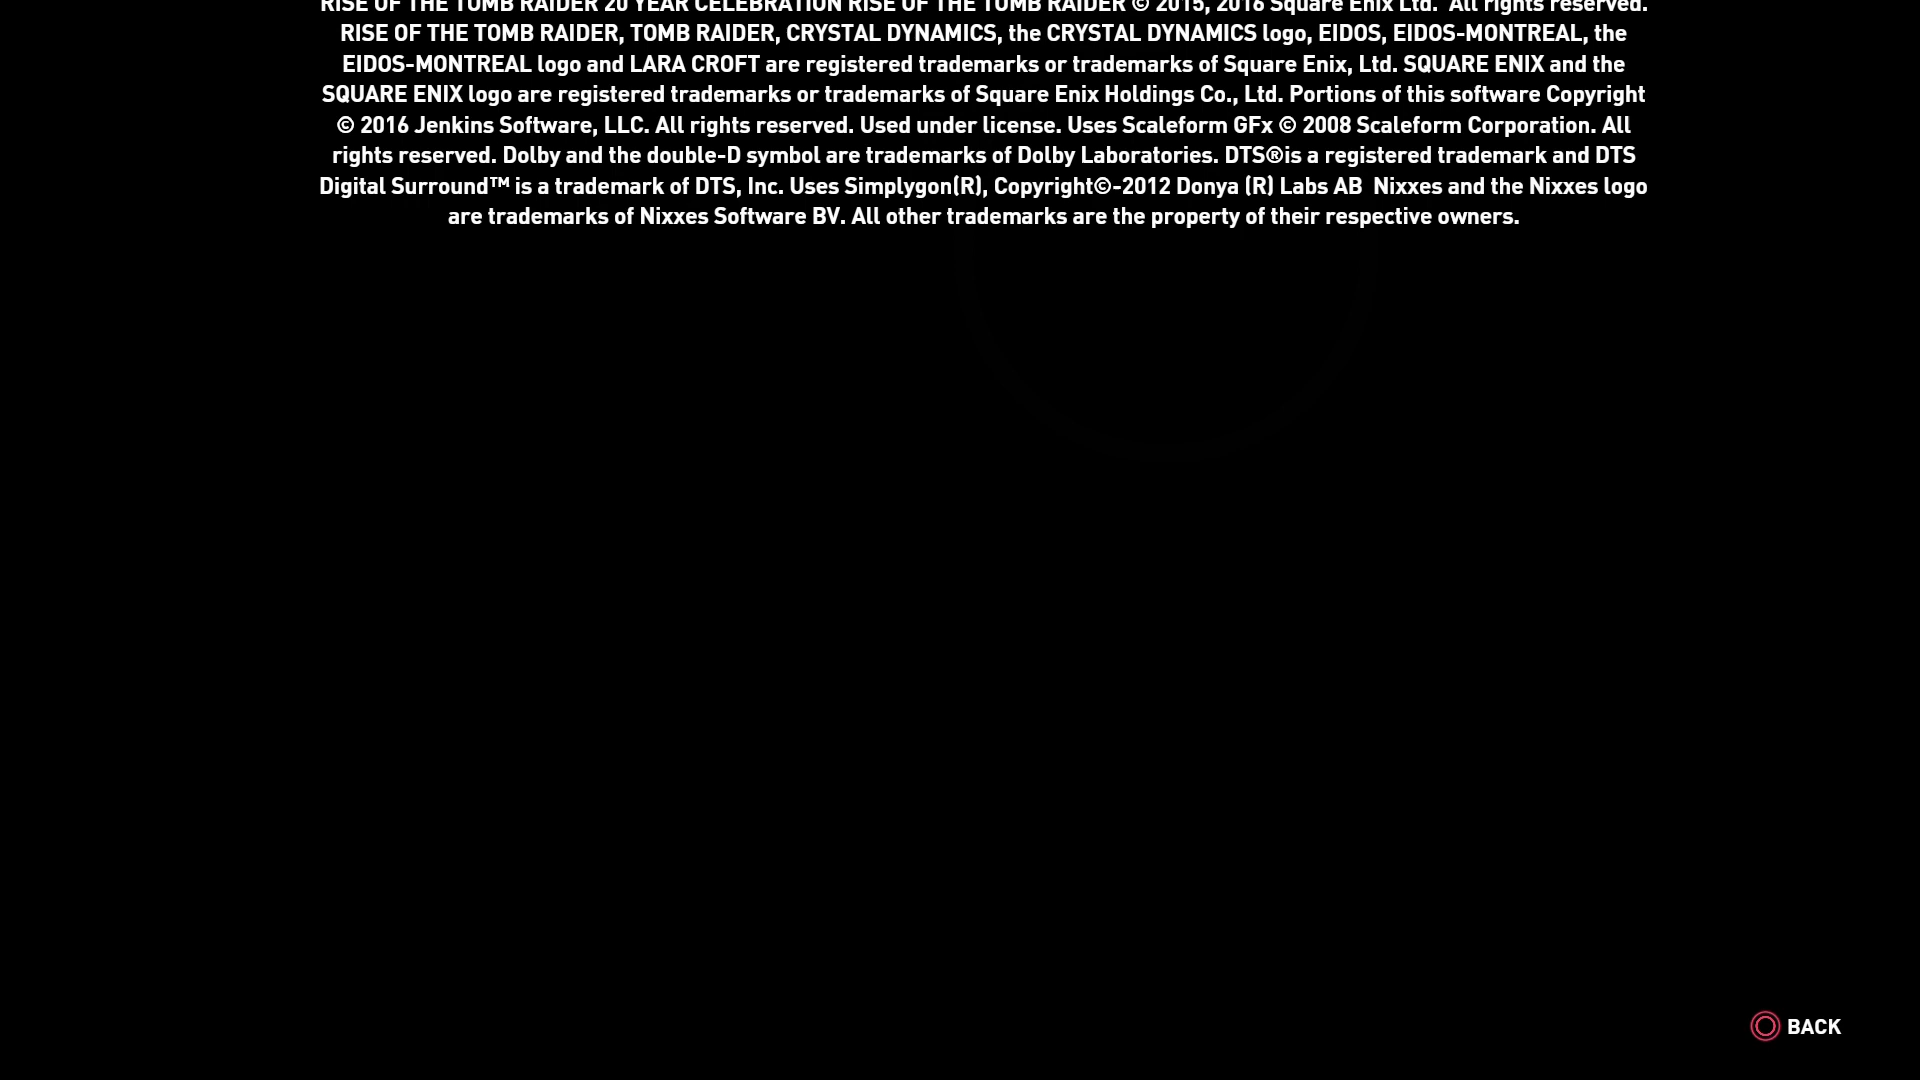 RISE OF THE TOMB RAIDER 20 YEAR CELEBRATION RISE OF THE TOMB RAIDER © 2015, 2016 Square Enix Ltd.  All rights reserved.
RISE OF THE TOMB RAIDER, TOMB RAIDER, CRYSTAL DYNAMICS, the CRYSTAL DYNAMICS logo, EIDOS, EIDOS-MONTREAL, the
EIDOS-MONTREAL logo and LARA CROFT are registered trademarks or trademarks of Square Enix, Ltd. SQUARE ENIX and the
SQUARE ENIX logo are registered trademarks or trademarks of Square Enix Holdings Co., Ltd. Portions of this software Copyright
© 2016 Jenkins Software, LLC. All rights reserved. Used under license. Uses Scaleform GFx © 2008 Scaleform Corporation. All
rights reserved. Dolby and the double-D symbol are trademarks of Dolby Laboratories. DTS®is a registered trademark and DTS
Digital Surround™ is a trademark of DTS, Inc. Uses Simplygon(R), Copyright©-2012 Donya (R) Labs AB  Nixxes and the Nixxes logo
are trademarks of Nixxes Software BV. All other trademarks are the property of their respective owners.
BACK